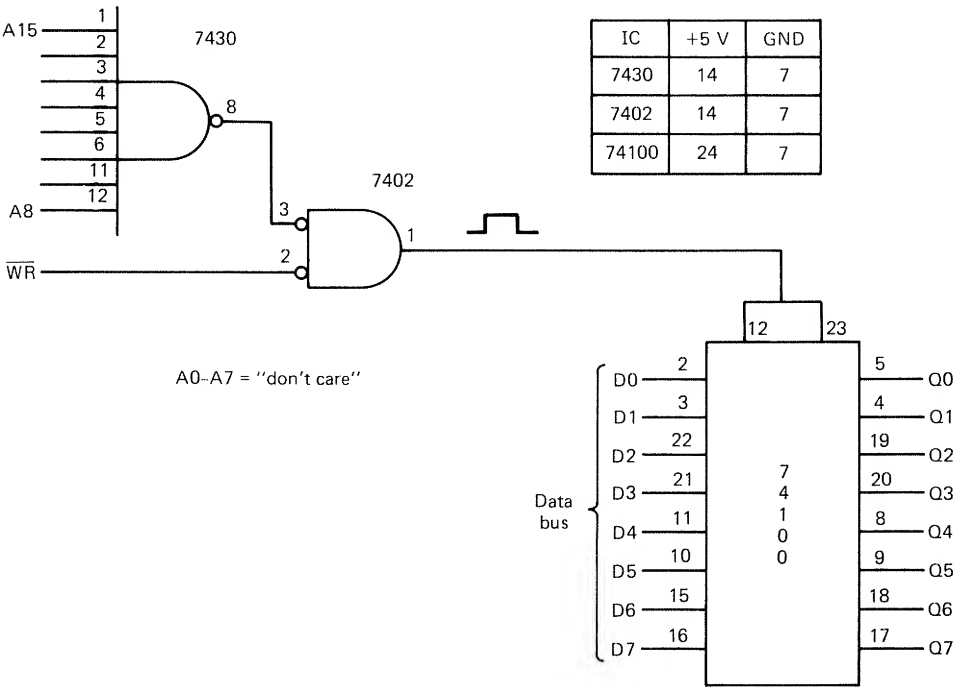 A15
1
7430
2
3
4
5
6
11
12
A8
8
IC +5 V GND
7430 14 7
7402 14 7
74100 24 7
7402
3
2
1
W̅R̅
A0–A7 = "don't care"
12 23
Data
bus
D0 2 5 Q0
D1 3 4 Q1
D2 22 19 Q2
D3 21 20 Q3
D4 11 8 Q4
D5 10 9 Q5
D6 15 18 Q6
D7 16 17 Q7
7
4
1
0
0